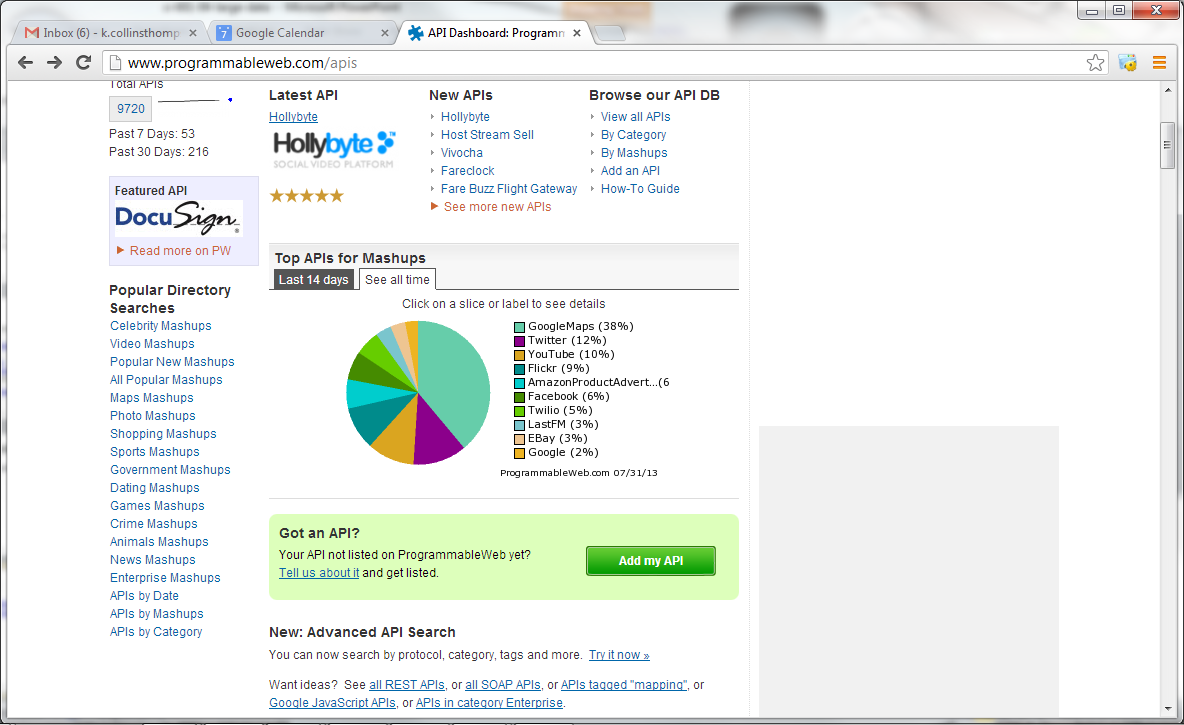 Inbox (6) - k.collinsthomp
Google Calendar
API Dashboard: Programm
www.programmableweb.com/apis
Total APIs
9720
Past 7 Days: 53
Past 30 Days: 216
Featured API
DocuSign
Read more on PW
Popular Directory
Searches
Celebrity Mashups
Video Mashups
Popular New Mashups
All Popular Mashups
Maps Mashups
Photo Mashups
Shopping Mashups
Sports Mashups
Government Mashups
Dating Mashups
Games Mashups
Crime Mashups
Animals Mashups
News Mashups
Enterprise Mashups
APIs by Date
APIs by Mashups
APIs by Category
Latest API
Hollybyte
Hollybyte™
SOCIAL VIDEO PLATFORM
New APIs
Hollybyte
Host Stream Sell
Vivocha
Fareclock
Fare Buzz Flight Gateway
See more new APIs
Browse our API DB
View all APIs
By Category
By Mashups
Add an API
How-To Guide
Top APIs for Mashups
Last 14 days See all time
Click on a slice or label to see details
GoogleMaps (38%)
Twitter (12%)
YouTube (10%)
Flickr (9%)
AmazonProductAdvert...(6
Facebook (6%)
Twilio (5%)
LastFM (3%)
EBay (3%)
Google (2%)
ProgrammableWeb.com 07/31/13
Got an API?
Your API not listed on ProgrammableWeb yet?
Tell us about it and get listed.
Add my API
New: Advanced API Search
You can now search by protocol, category, tags and more. Try it now »
Want ideas? See all REST APIs, or all SOAP APIs, or APIs tagged "mapping", or
Google JavaScript APIs, or APIs in category Enterprise.